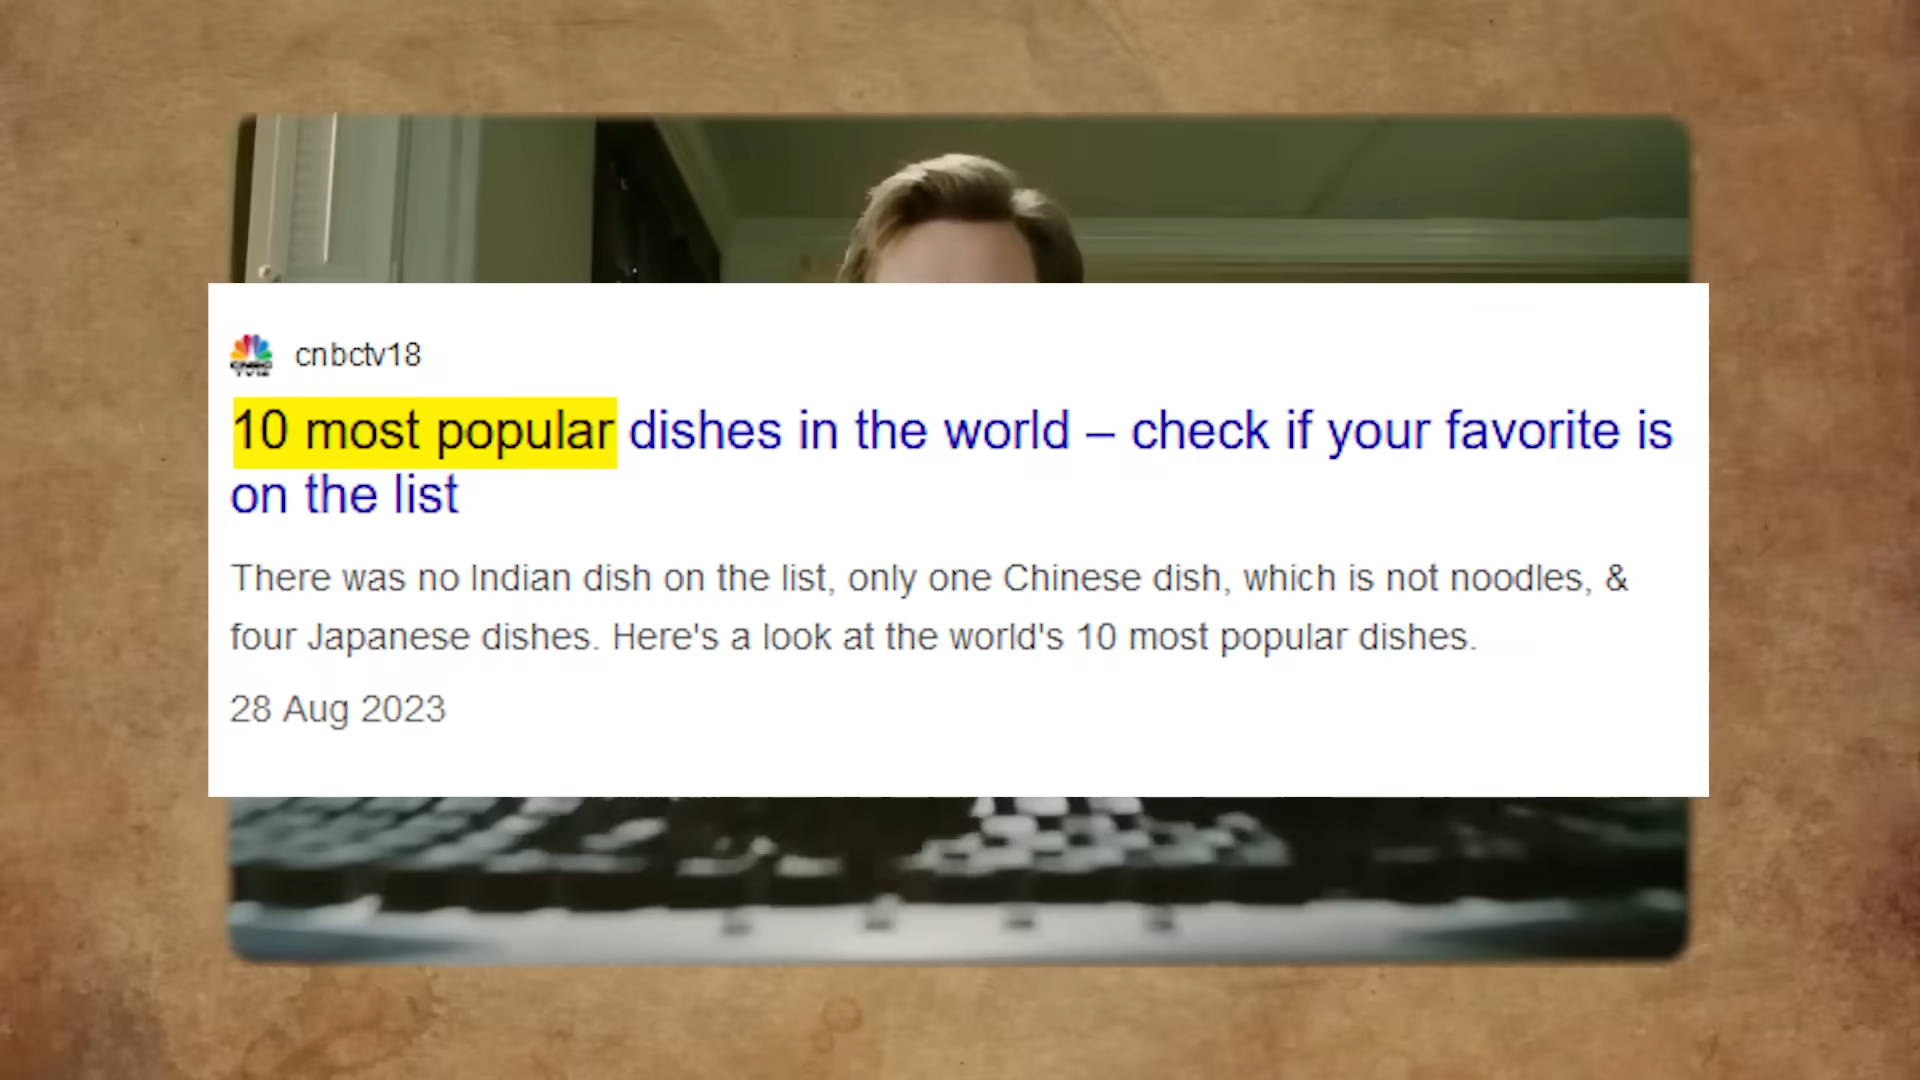 CNBC
TV18
cnbctv18
10 most popular dishes in the world – check if your favorite is
on the list
There was no Indian dish on the list, only one Chinese dish, which is not noodles, &
four Japanese dishes. Here's a look at the world's 10 most popular dishes.
28 Aug 2023